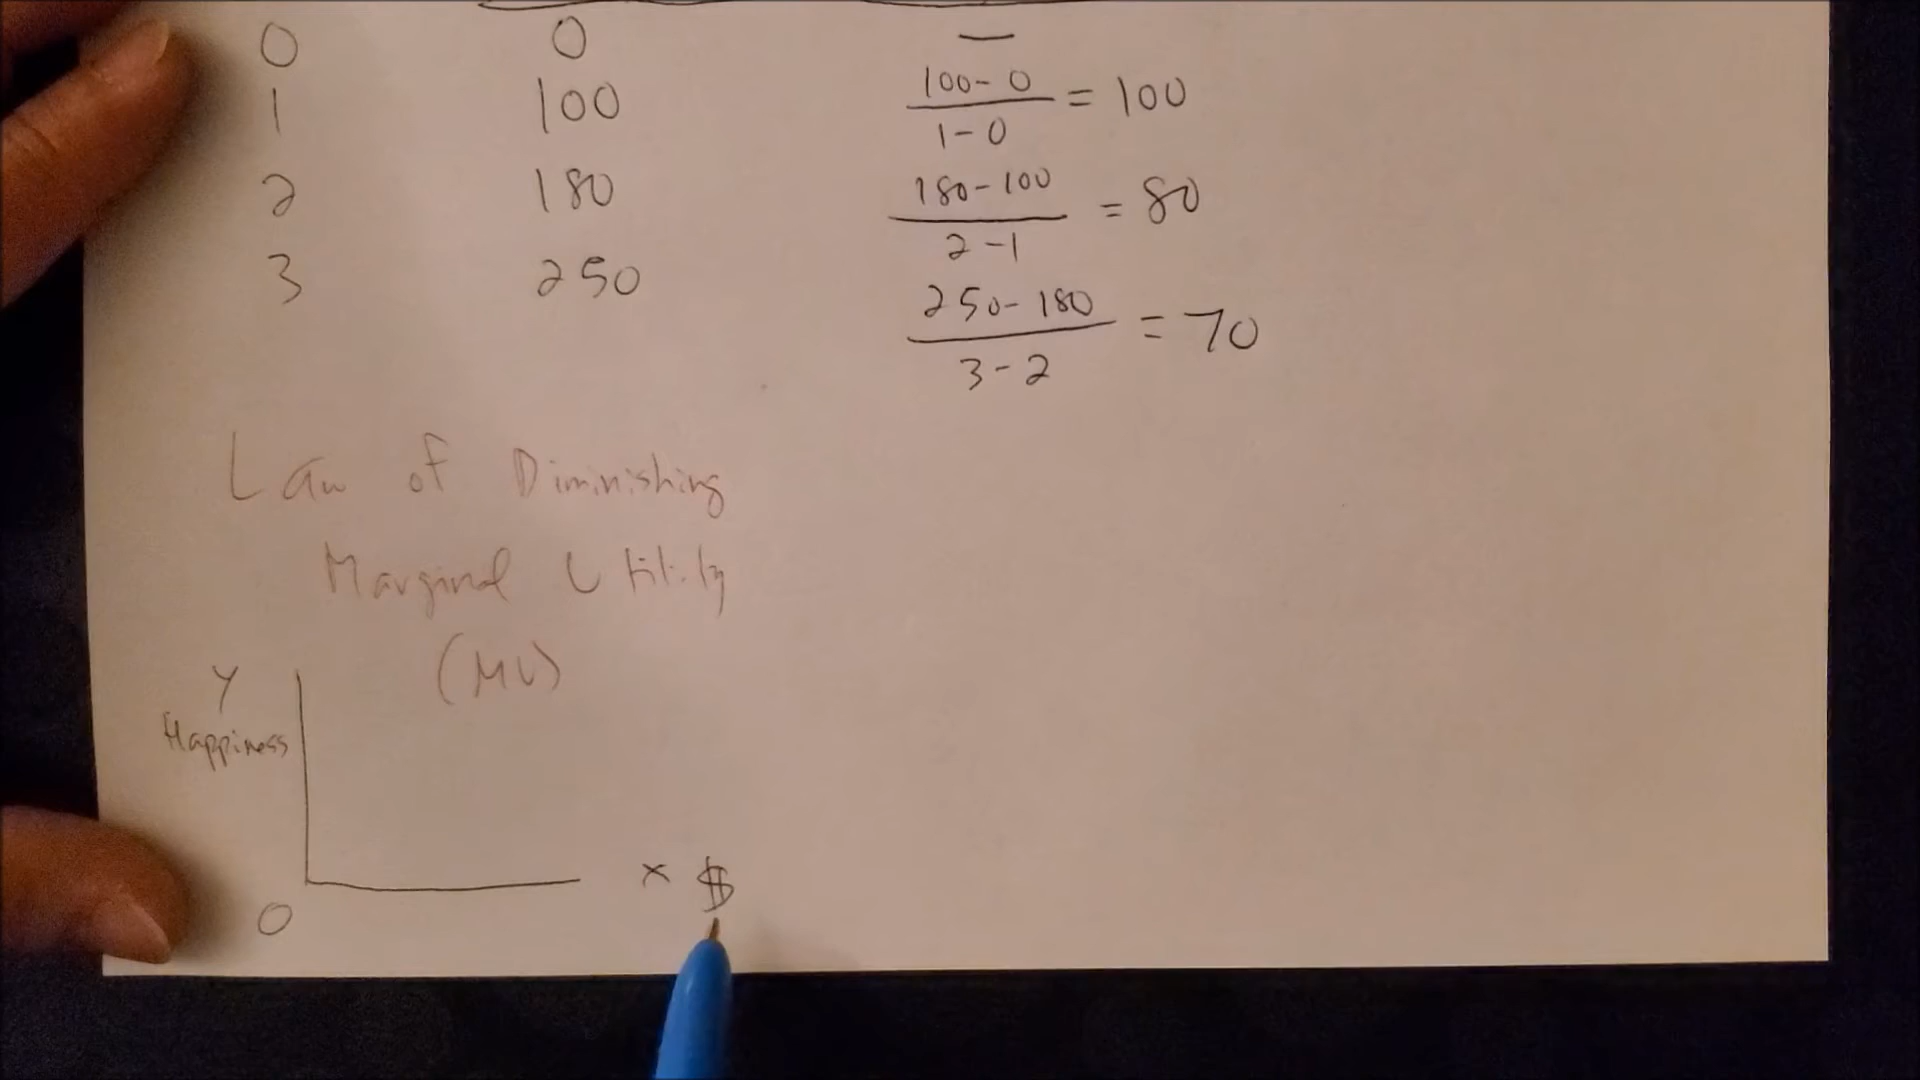 0 0 —
1 100 100-0 / 1-0 = 100
2 180 180-100 / 2-1 = 80
3 250 250-180 / 3-2 = 70
Law of Diminishing
Marginal Utility
(MU)
Y
Happiness
x $
0